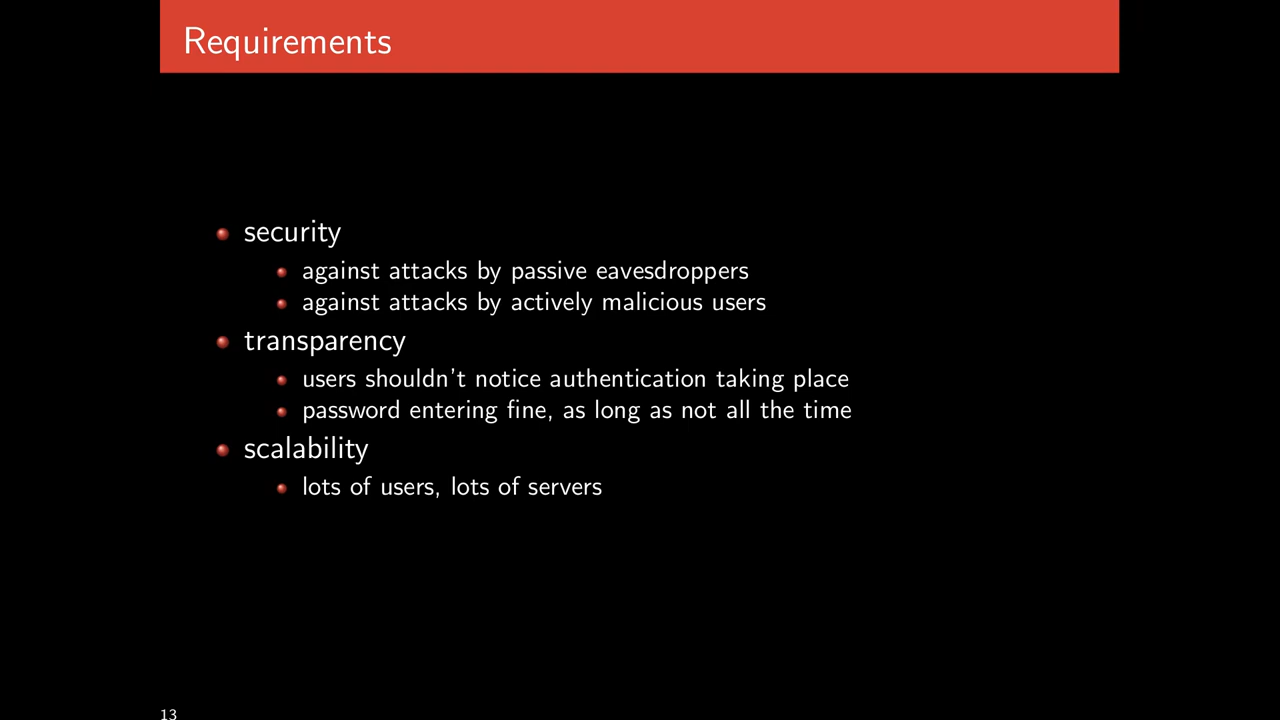 Requirements
security
against attacks by passive eavesdroppers
against attacks by actively malicious users
transparency
users shouldn't notice authentication taking place
password entering fine, as long as not all the time
scalability
lots of users, lots of servers
13